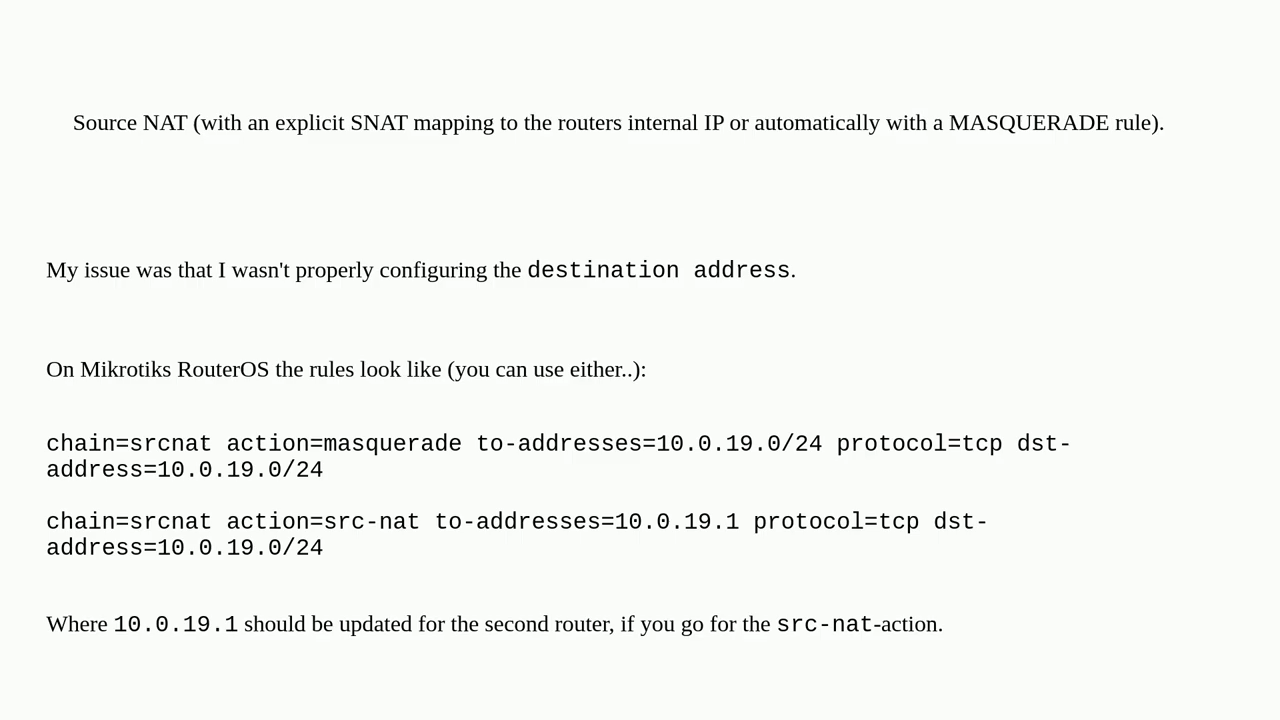 Source NAT (with an explicit SNAT mapping to the routers internal IP or automatically with a MASQUERADE rule).
My issue was that I wasn't properly configuring the destination address.
On Mikrotiks RouterOS the rules look like (you can use either..):
chain=srcnat action=masquerade to-addresses=10.0.19.0/24 protocol=tcp dst-
address=10.0.19.0/24
chain=srcnat action=src-nat to-addresses=10.0.19.1 protocol=tcp dst-
address=10.0.19.0/24
Where 10.0.19.1 should be updated for the second router, if you go for the src-nat-action.